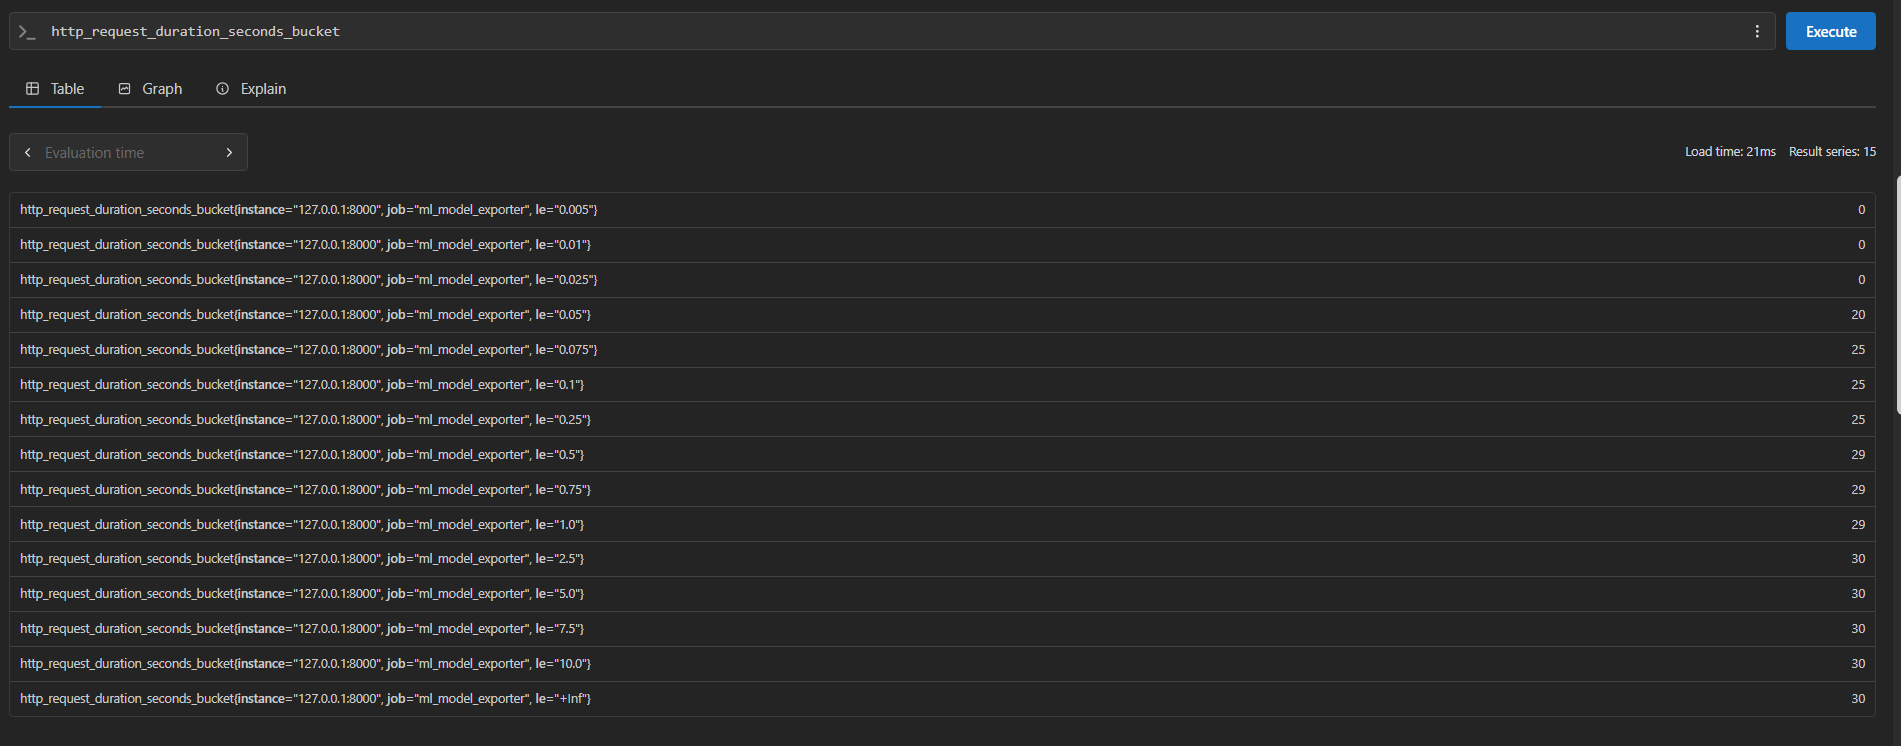 http_request_duration_seconds_bucket Execute
Table Graph Explain
Evaluation time Load time: 21ms Result series: 15
http_request_duration_seconds_bucket{instance="127.0.0.1:8000", job="ml_model_exporter", le="0.005"} 0
http_request_duration_seconds_bucket{instance="127.0.0.1:8000", job="ml_model_exporter", le="0.01"} 0
http_request_duration_seconds_bucket{instance="127.0.0.1:8000", job="ml_model_exporter", le="0.025"} 0
http_request_duration_seconds_bucket{instance="127.0.0.1:8000", job="ml_model_exporter", le="0.05"} 20
http_request_duration_seconds_bucket{instance="127.0.0.1:8000", job="ml_model_exporter", le="0.075"} 25
http_request_duration_seconds_bucket{instance="127.0.0.1:8000", job="ml_model_exporter", le="0.1"} 25
http_request_duration_seconds_bucket{instance="127.0.0.1:8000", job="ml_model_exporter", le="0.25"} 25
http_request_duration_seconds_bucket{instance="127.0.0.1:8000", job="ml_model_exporter", le="0.5"} 29
http_request_duration_seconds_bucket{instance="127.0.0.1:8000", job="ml_model_exporter", le="0.75"} 29
http_request_duration_seconds_bucket{instance="127.0.0.1:8000", job="ml_model_exporter", le="1.0"} 29
http_request_duration_seconds_bucket{instance="127.0.0.1:8000", job="ml_model_exporter", le="2.5"} 30
http_request_duration_seconds_bucket{instance="127.0.0.1:8000", job="ml_model_exporter", le="5.0"} 30
http_request_duration_seconds_bucket{instance="127.0.0.1:8000", job="ml_model_exporter", le="7.5"} 30
http_request_duration_seconds_bucket{instance="127.0.0.1:8000", job="ml_model_exporter", le="10.0"} 30
http_request_duration_seconds_bucket{instance="127.0.0.1:8000", job="ml_model_exporter", le="+Inf"} 30